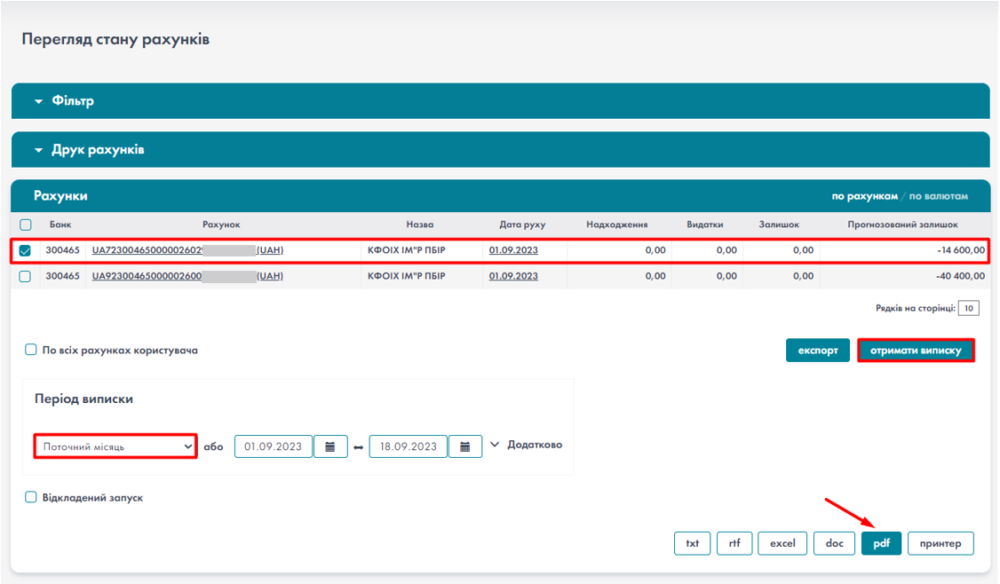 Перегляд стану рахунків
Фільтр
Друк рахунків
Рахунки по рахункам / по валютам
Банк Рахунок Назва Дата руху Надходження Видатки Залишок Прогнозований залишок
300465 UA723004650000026029 (UAH) КФОІХ ІМ"Р ПБІР 01.09.2023 0,00 0,00 0,00 -14 600,00
300465 UA923004650000002600 (UAH) КФОІХ ІМ"Р ПБІР 01.09.2023 0,00 0,00 0,00 -40 400,00
Рядків на сторінці: 10
По всіх рахунках користувача експорт отримати виписку
Період виписки
Поточний місяць або 01.09.2023 18.09.2023 Додатково
Відкладений запуск
txt rtf excel doc pdf принтер